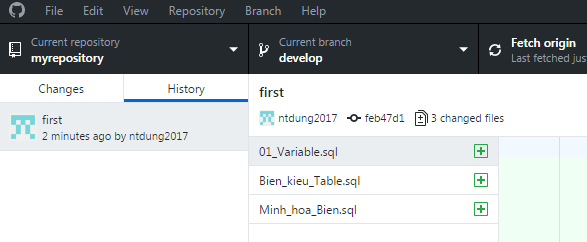 File Edit View Repository Branch Help
Current repository
myrepository
Current branch
develop
Fetch origin
Last fetched just
Changes
History
first
2 minutes ago by ntdung2017
first
ntdung2017 feb47d1 3 changed files
01_Variable.sql
Bien_kieu_Table.sql
Minh_hoa_Bien.sql